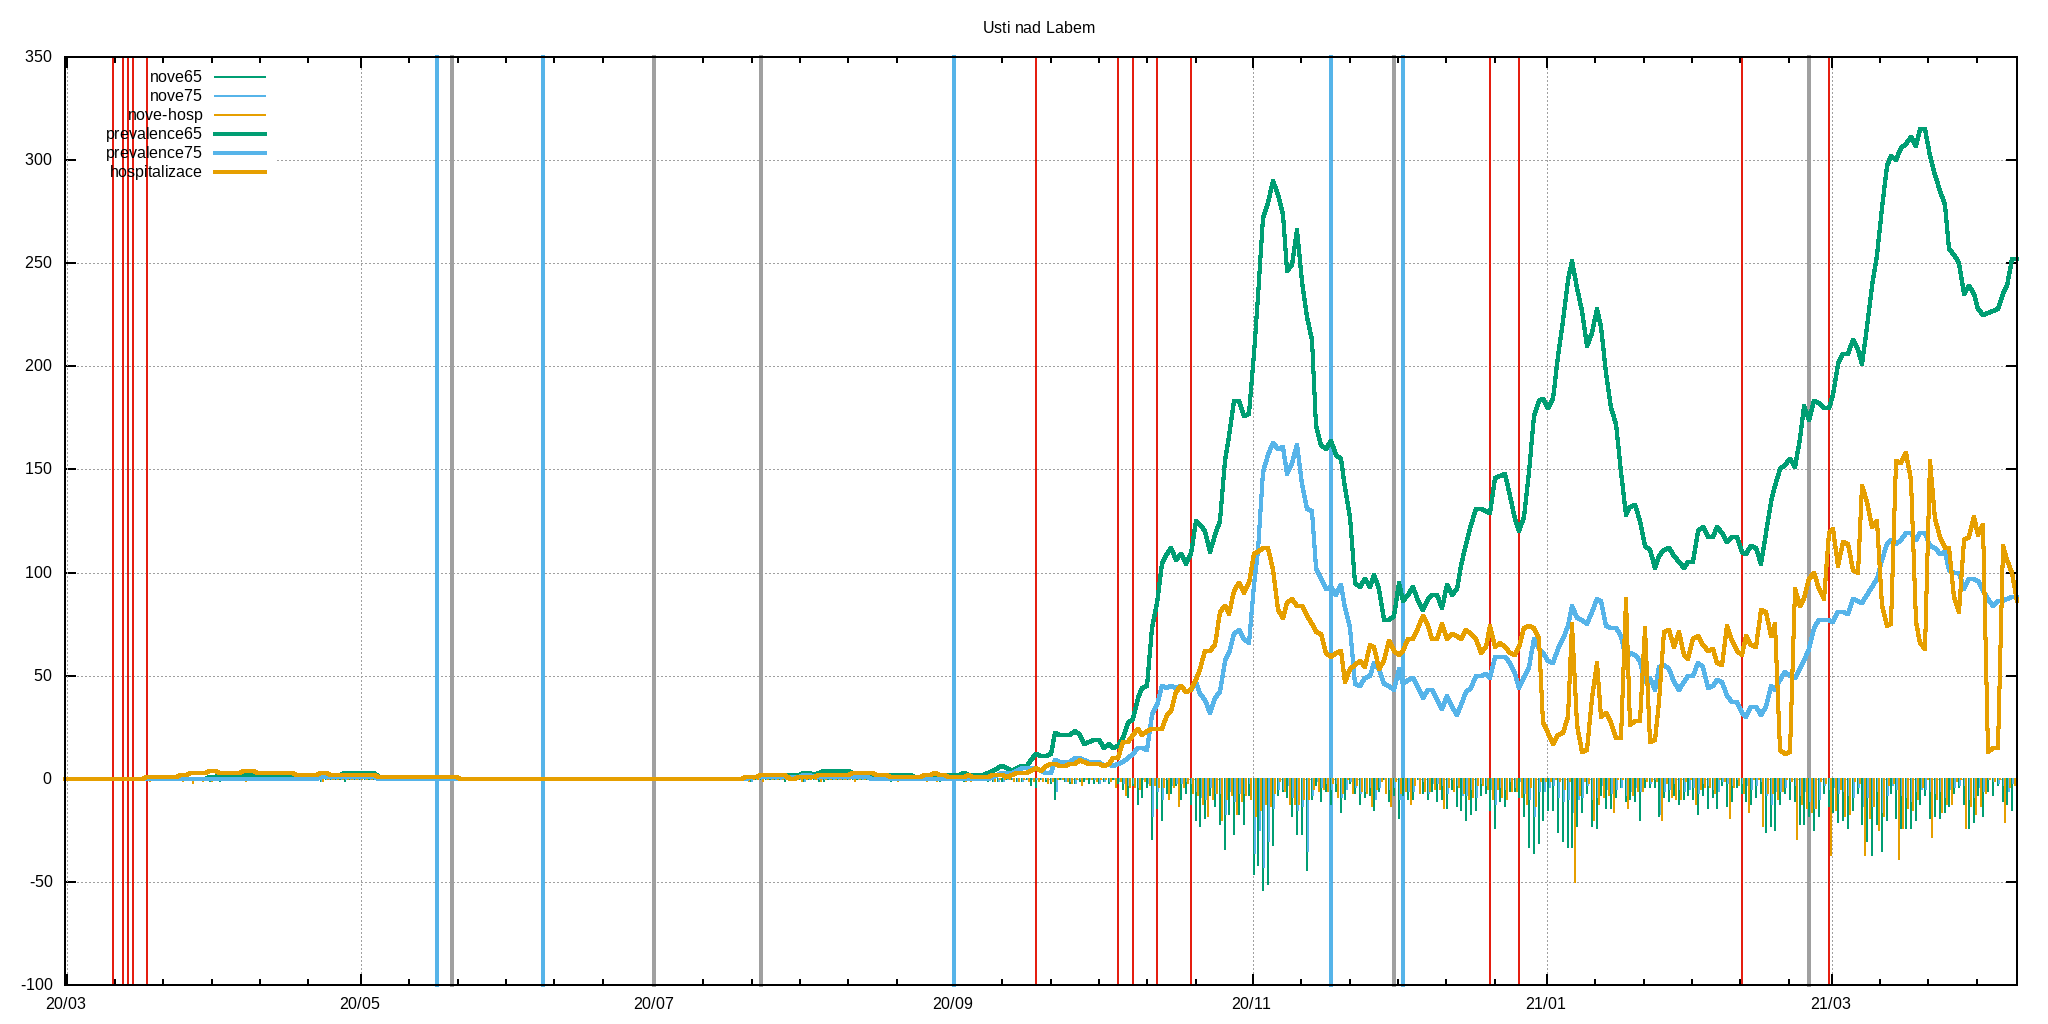 Usti nad Labem
350
300
250
200
150
100
50
0
-50
-100
nove65
nove75
nove-hosp
prevalence65
prevalence75
hospitalizace
20/03 20/05 20/07 20/09 20/11 21/01 21/03